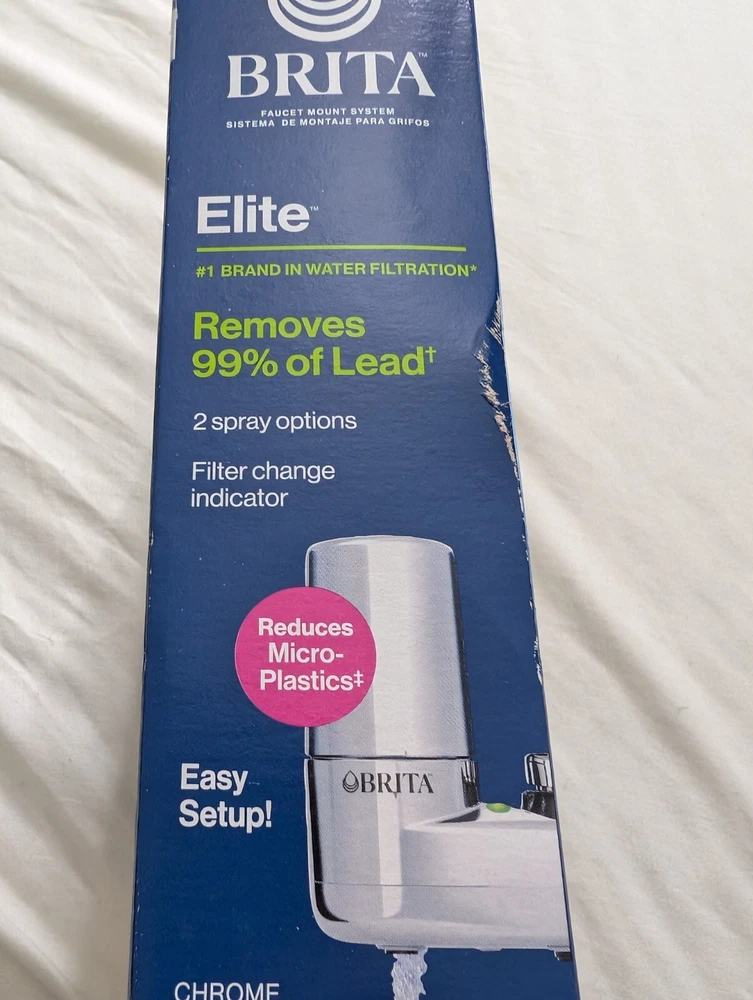 BRITA™
FAUCET MOUNT SYSTEM
SISTEMA DE MONTAJE PARA GRIFOS
Elite™
#1 BRAND IN WATER FILTRATION*
Removes
99% of Lead†
2 spray options
Filter change
indicator
Reduces
Micro-
Plastics‡
Easy
Setup!
BRITA
CHROME